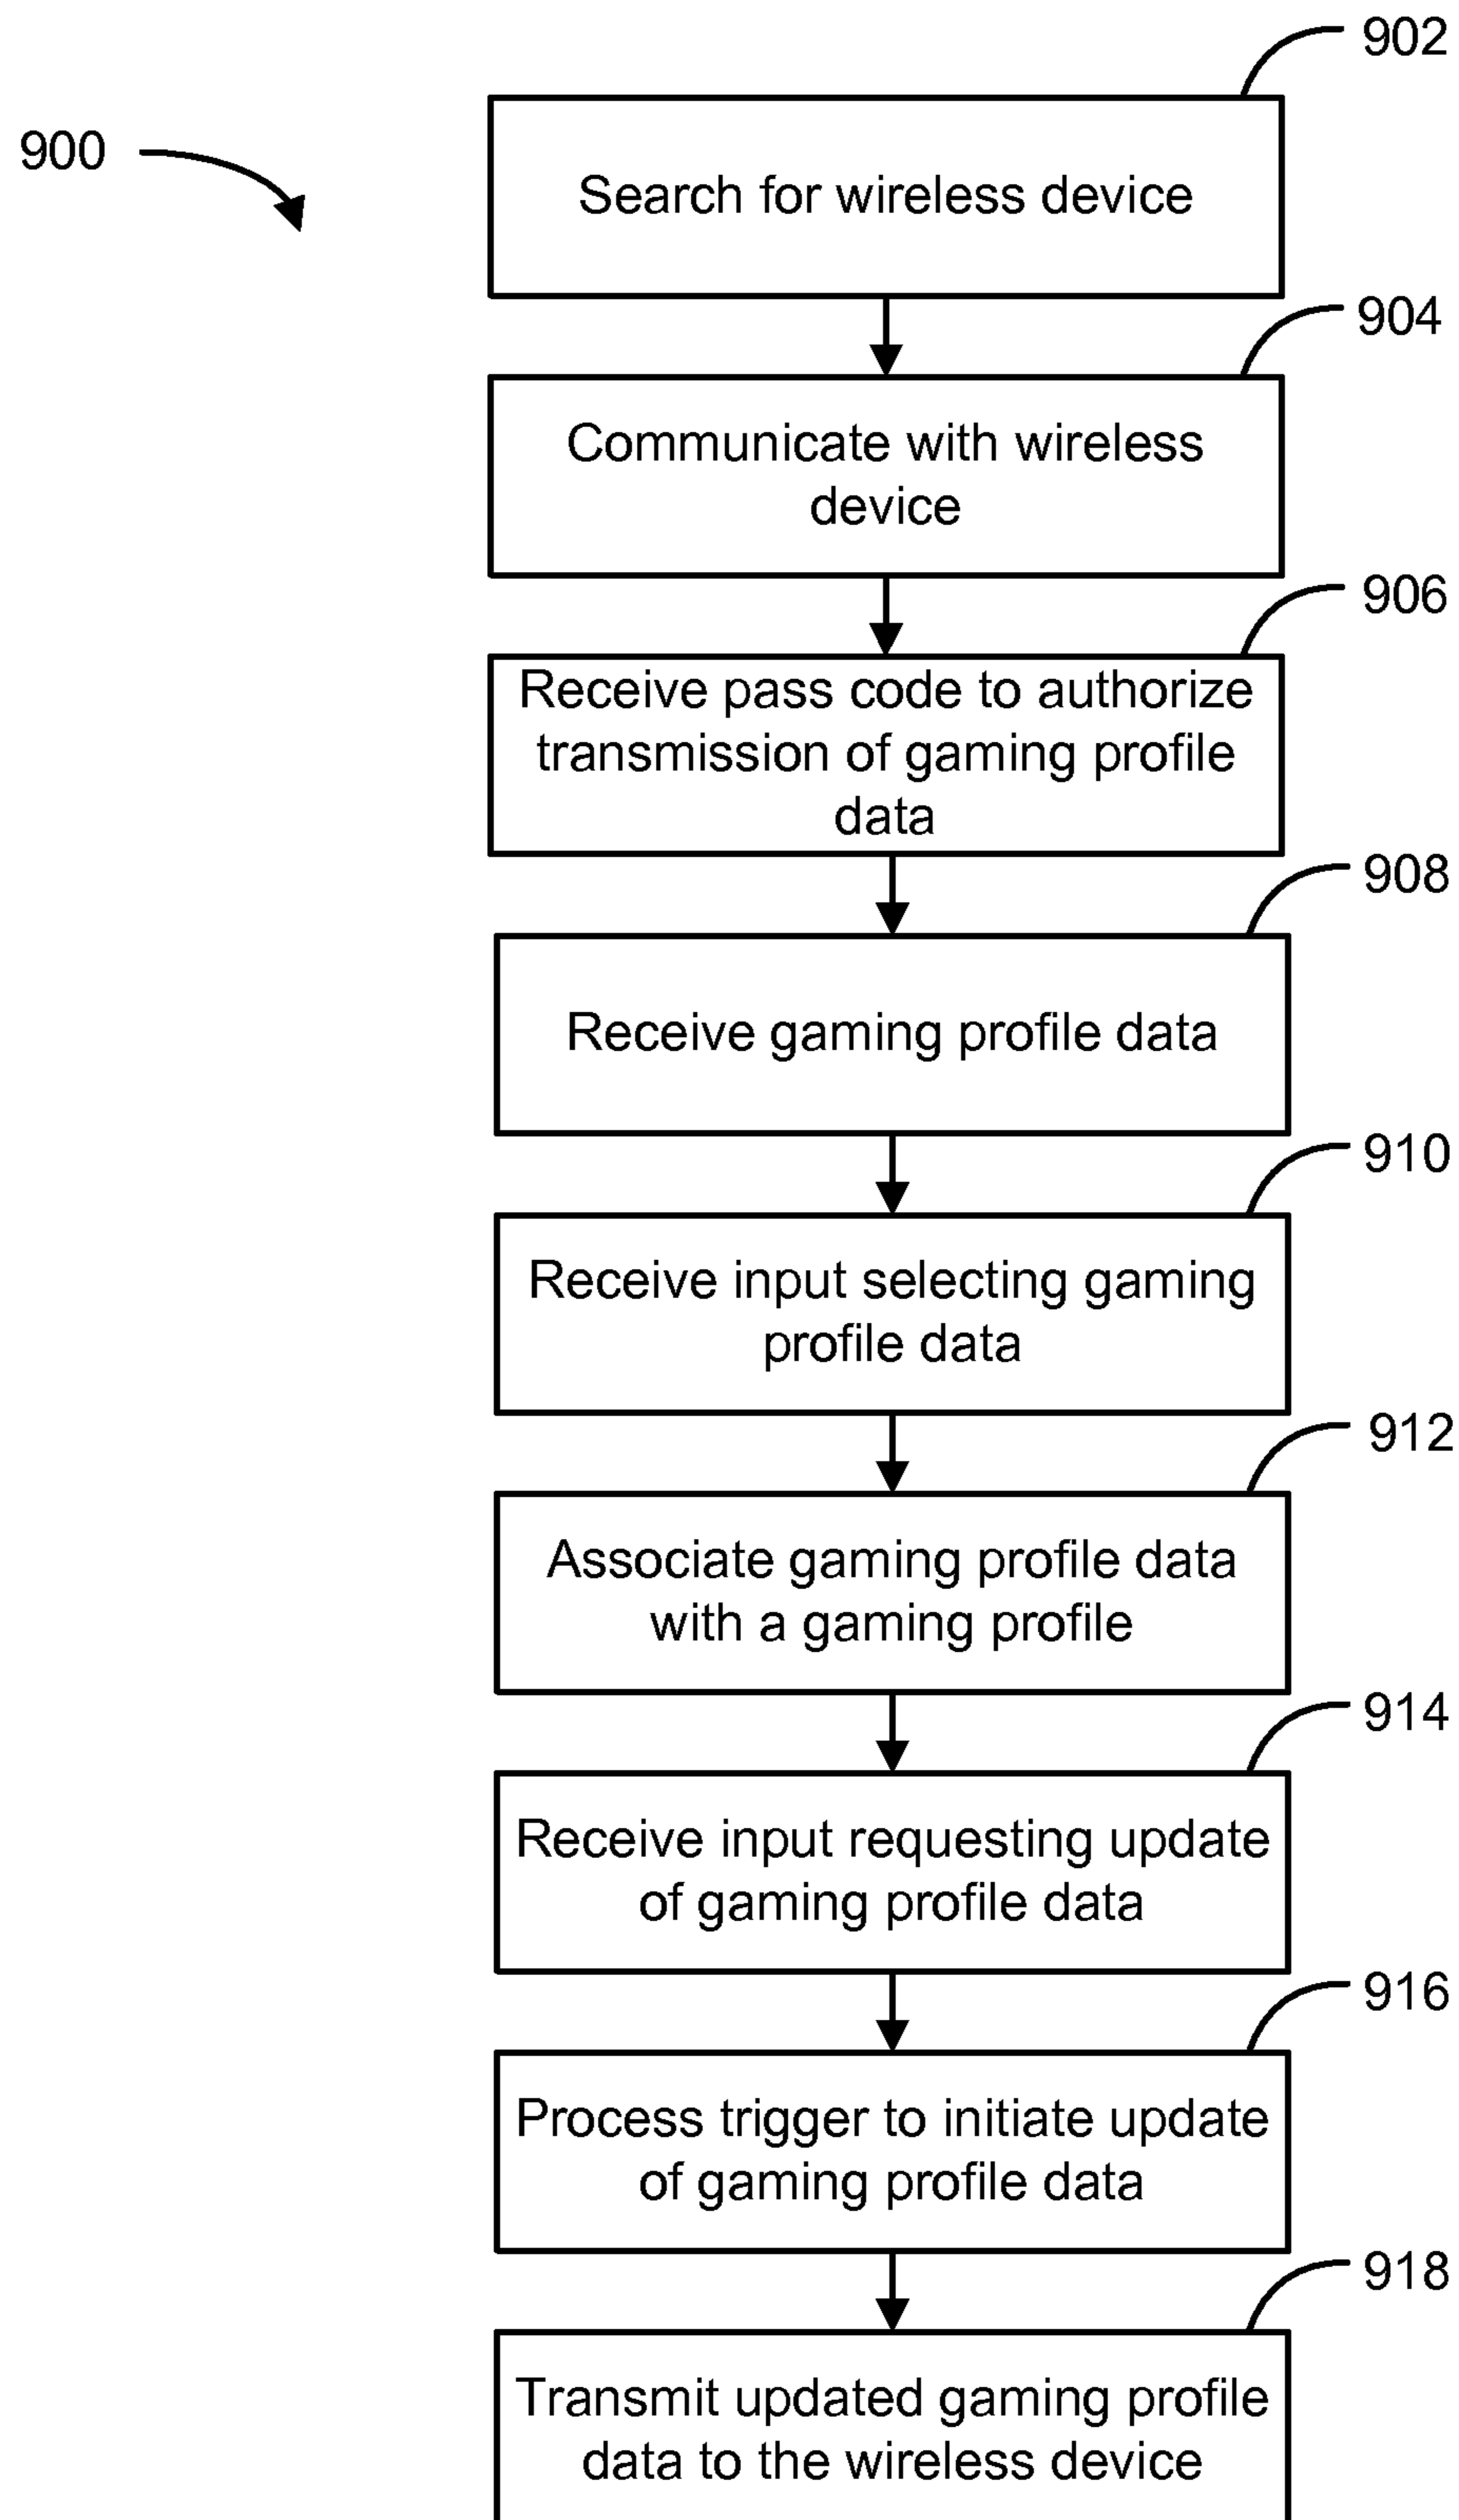 902
900
Search for wireless device
904
Communicate with wireless
device
906
Receive pass code to authorize
transmission of gaming profile
data
908
Receive gaming profile data
910
Receive input selecting gaming
profile data
912
Associate gaming profile data
with a gaming profile
914
Receive input requesting update
of gaming profile data
916
Process trigger to initiate update
of gaming profile data
918
Transmit updated gaming profile
data to the wireless device